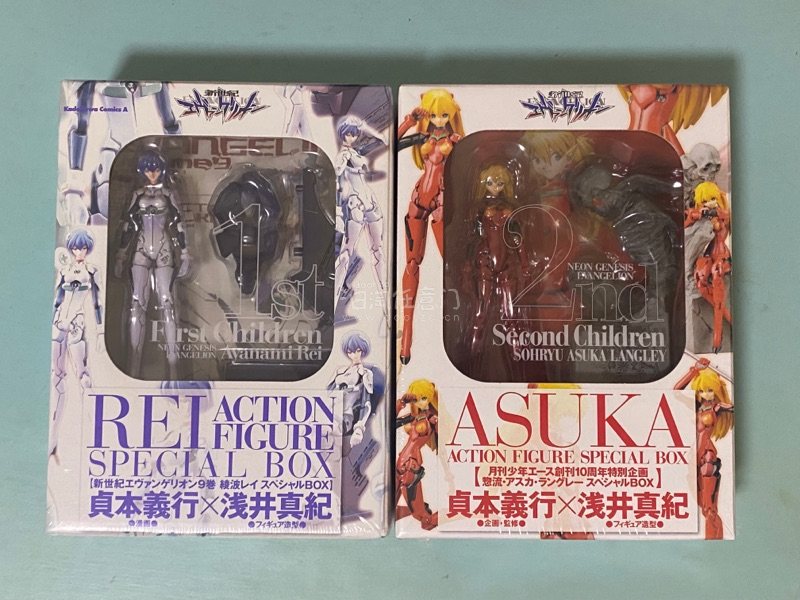 Kadokawa Comics A
新世紀
エヴァンゲリオン
1st
First Children
NEON GENESIS
EVANGELION
Ayanami Rei
REI ACTION
FIGURE
SPECIAL BOX
【新世紀エヴァンゲリオン9巻 綾波レイ スペシャルBOX】
貞本義行×浅井真紀
●漫画●
●フィギュア造型●
新世紀
エヴァンゲリオン
2nd
NEON GENESIS
EVANGELION
Second Children
SOHRYU ASUKA LANGLEY
ASUKA
ACTION FIGURE SPECIAL BOX
月刊少年エース創刊10周年特別企画
【惣流・アスカ・ラングレー スペシャルBOX】
貞本義行×浅井真紀
●企画・監修●
●フィギュア造型●